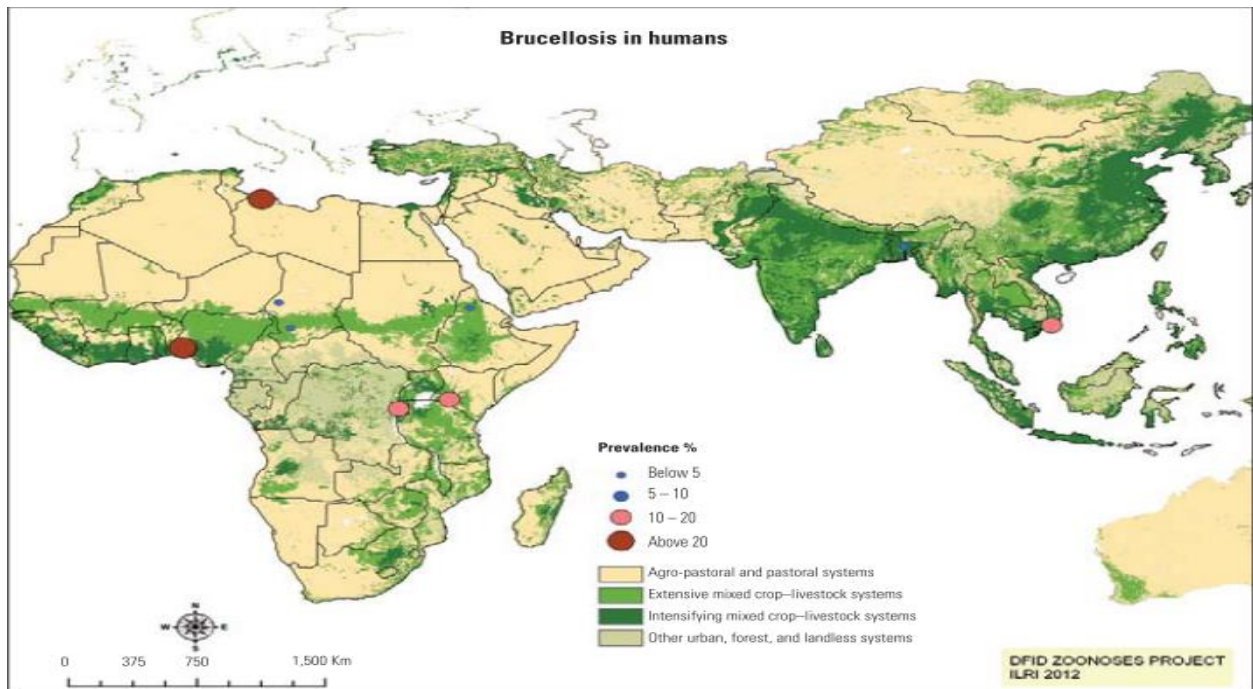 Brucellosis in humans
Prevalence %
Below 5
5 – 10
10 – 20
Above 20
Agro-pastoral and pastoral systems
Extensive mixed crop–livestock systems
Intensifying mixed crop–livestock systems
Other urban, forest, and landless systems
N
W E
S
0 375 750 1,500 Km
DFID ZOONOSES PROJECT
ILRI 2012